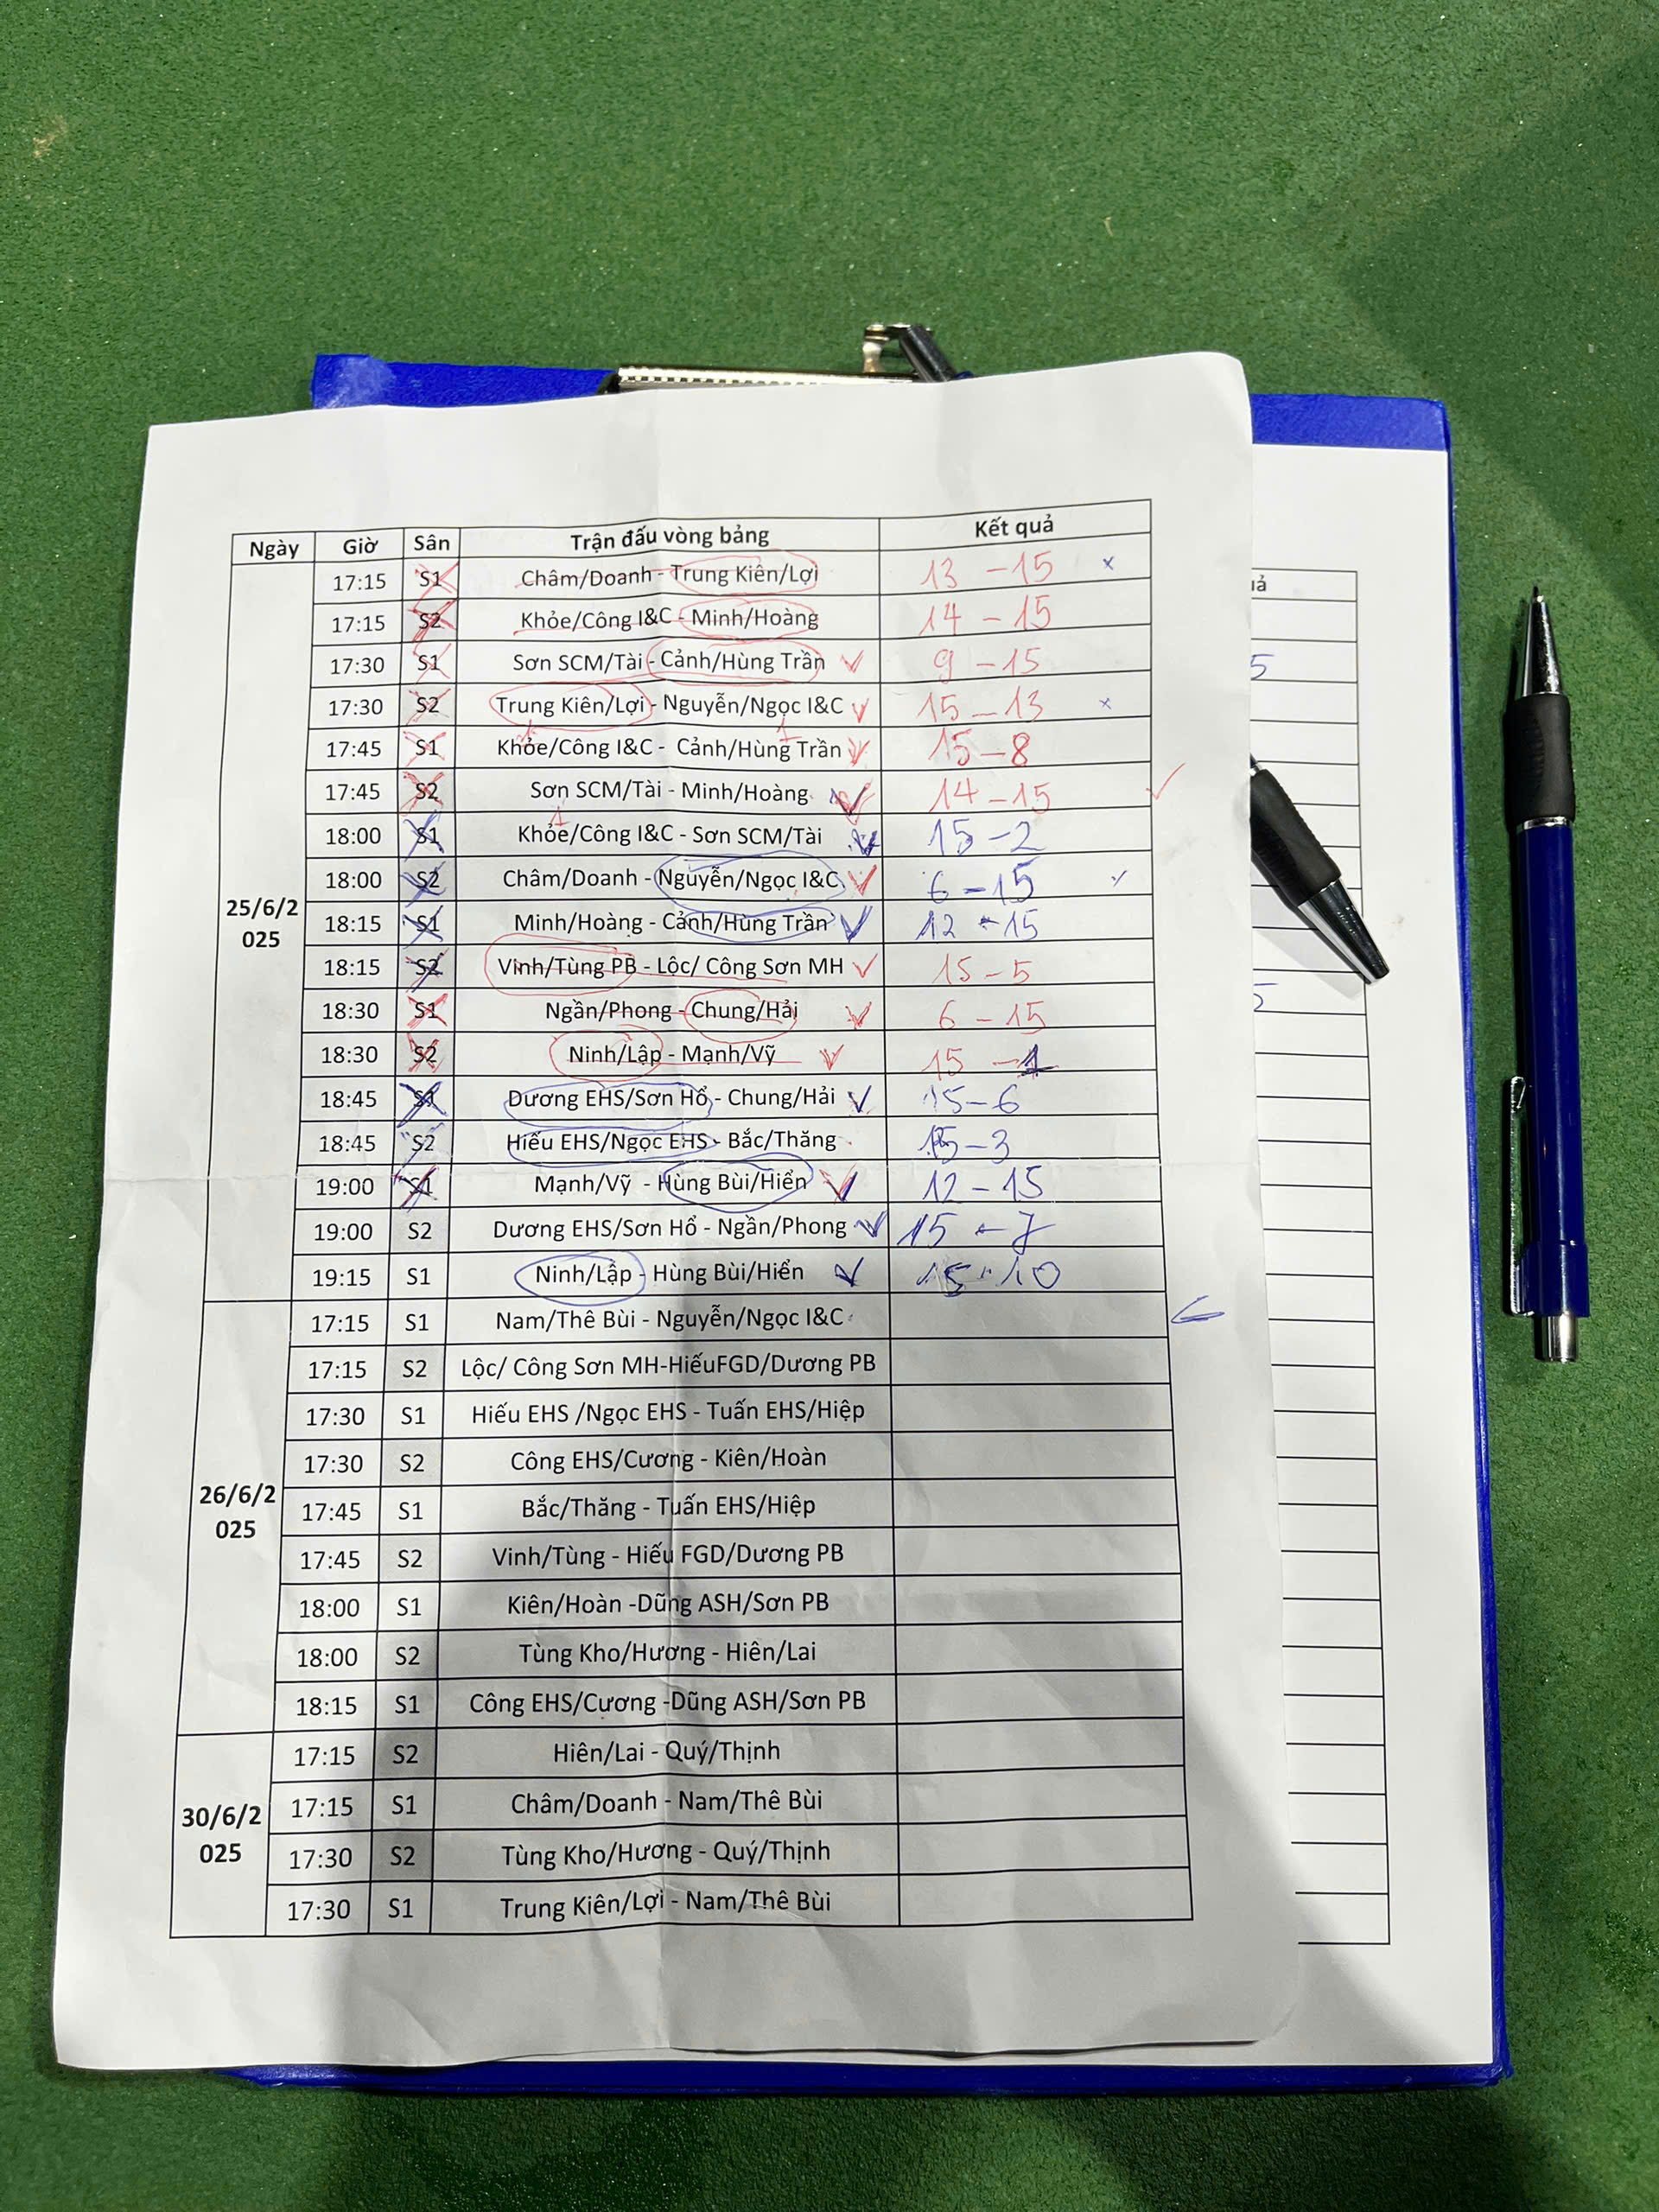 Ngày Giờ Sân Trận đấu vòng bảng Kết quả
25/6/2025
17:15 S1 Châm/Doanh - Trung Kiên/Lợi 13 - 15 x
17:15 S2 Khỏe/Công I&C - Minh/Hoàng 14 - 15
17:30 S1 Sơn SCM/Tài - Cảnh/Hùng Trần 9 - 15
17:30 S2 Trung Kiên/Lợi - Nguyễn/Ngọc I&C 15 - 13 x
17:45 S1 Khỏe/Công I&C - Cảnh/Hùng Trần 15 - 8
17:45 S2 Sơn SCM/Tài - Minh/Hoàng 14 - 15
18:00 S1 Khỏe/Công I&C - Sơn SCM/Tài 15 - 2
18:00 S2 Châm/Doanh - Nguyễn/Ngọc I&C 6 - 15
18:15 S1 Minh/Hoàng - Cảnh/Hùng Trần 12 - 15
18:15 S2 Vinh/Tùng PB - Lộc/ Công Sơn MH 15 - 5
18:30 S1 Ngần/Phong - Chung/Hải 6 - 15
18:30 S2 Ninh/Lập - Mạnh/Vỹ 15 -
18:45 S1 Dương EHS/Sơn Hổ - Chung/Hải 15 - 6
18:45 S2 Hiếu EHS/Ngọc EHS - Bắc/Thăng 15 - 3
19:00 S1 Mạnh/Vỹ - Hùng Bùi/Hiển 12 - 15
19:00 S2 Dương EHS/Sơn Hổ - Ngần/Phong 15 - 7
19:15 S1 Ninh/Lập - Hùng Bùi/Hiển 15 - 10
26/6/2025
17:15 S1 Nam/Thê Bùi - Nguyễn/Ngọc I&C
17:15 S2 Lộc/ Công Sơn MH-HiếuFGD/Dương PB
17:30 S1 Hiếu EHS /Ngọc EHS - Tuấn EHS/Hiệp
17:30 S2 Công EHS/Cương - Kiên/Hoàn
17:45 S1 Bắc/Thăng - Tuấn EHS/Hiệp
17:45 S2 Vinh/Tùng - Hiếu FGD/Dương PB
18:00 S1 Kiên/Hoàn -Dũng ASH/Sơn PB
18:00 S2 Tùng Kho/Hương - Hiên/Lai
18:15 S1 Công EHS/Cương -Dũng ASH/Sơn PB
30/6/2025
17:15 S2 Hiên/Lai - Quý/Thịnh
17:15 S1 Châm/Doanh - Nam/Thê Bùi
17:30 S2 Tùng Kho/Hương - Quý/Thịnh
17:30 S1 Trung Kiên/Lợi - Nam/Thê Bùi